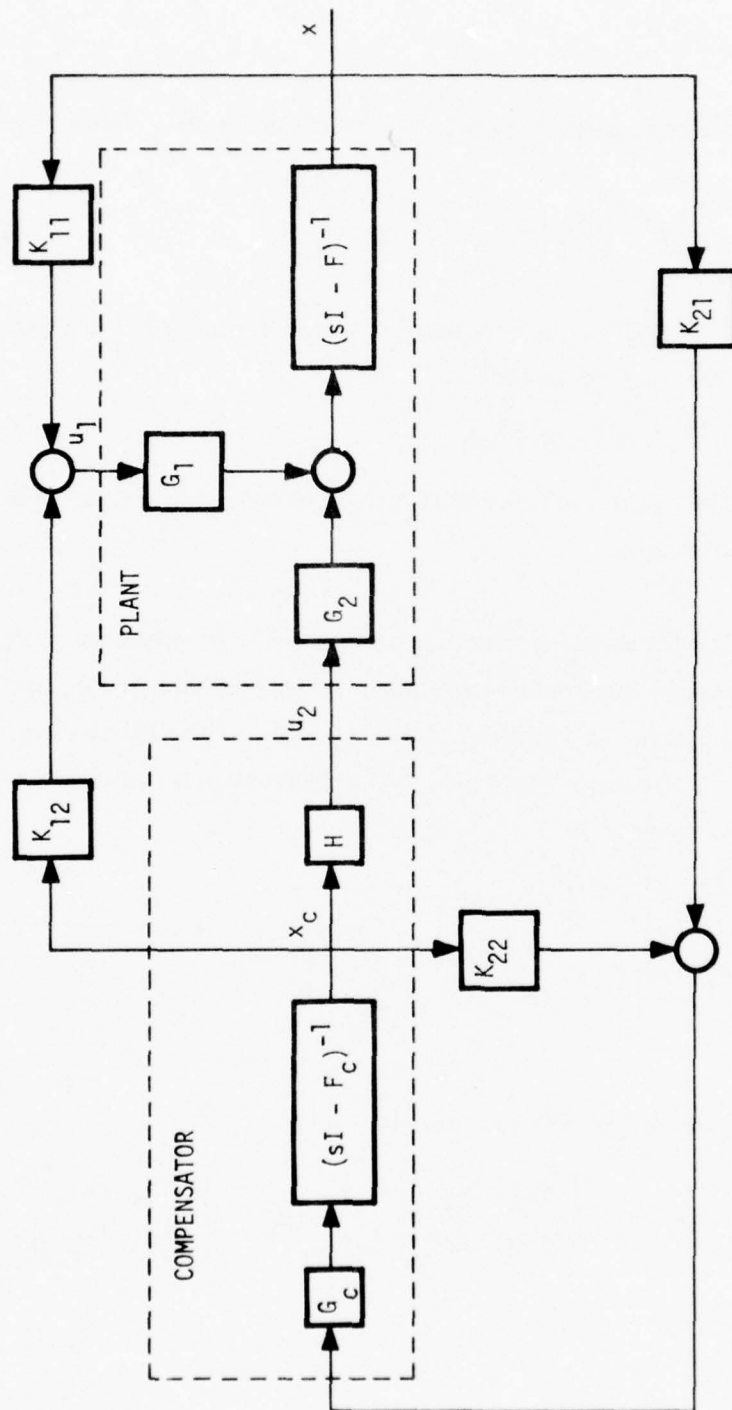 x
K11
K12
u1
G1
PLANT
(sI - F)^-1
G2
u2
COMPENSATOR
H
xc
(sI - Fc)^-1
Gc
K22
K21